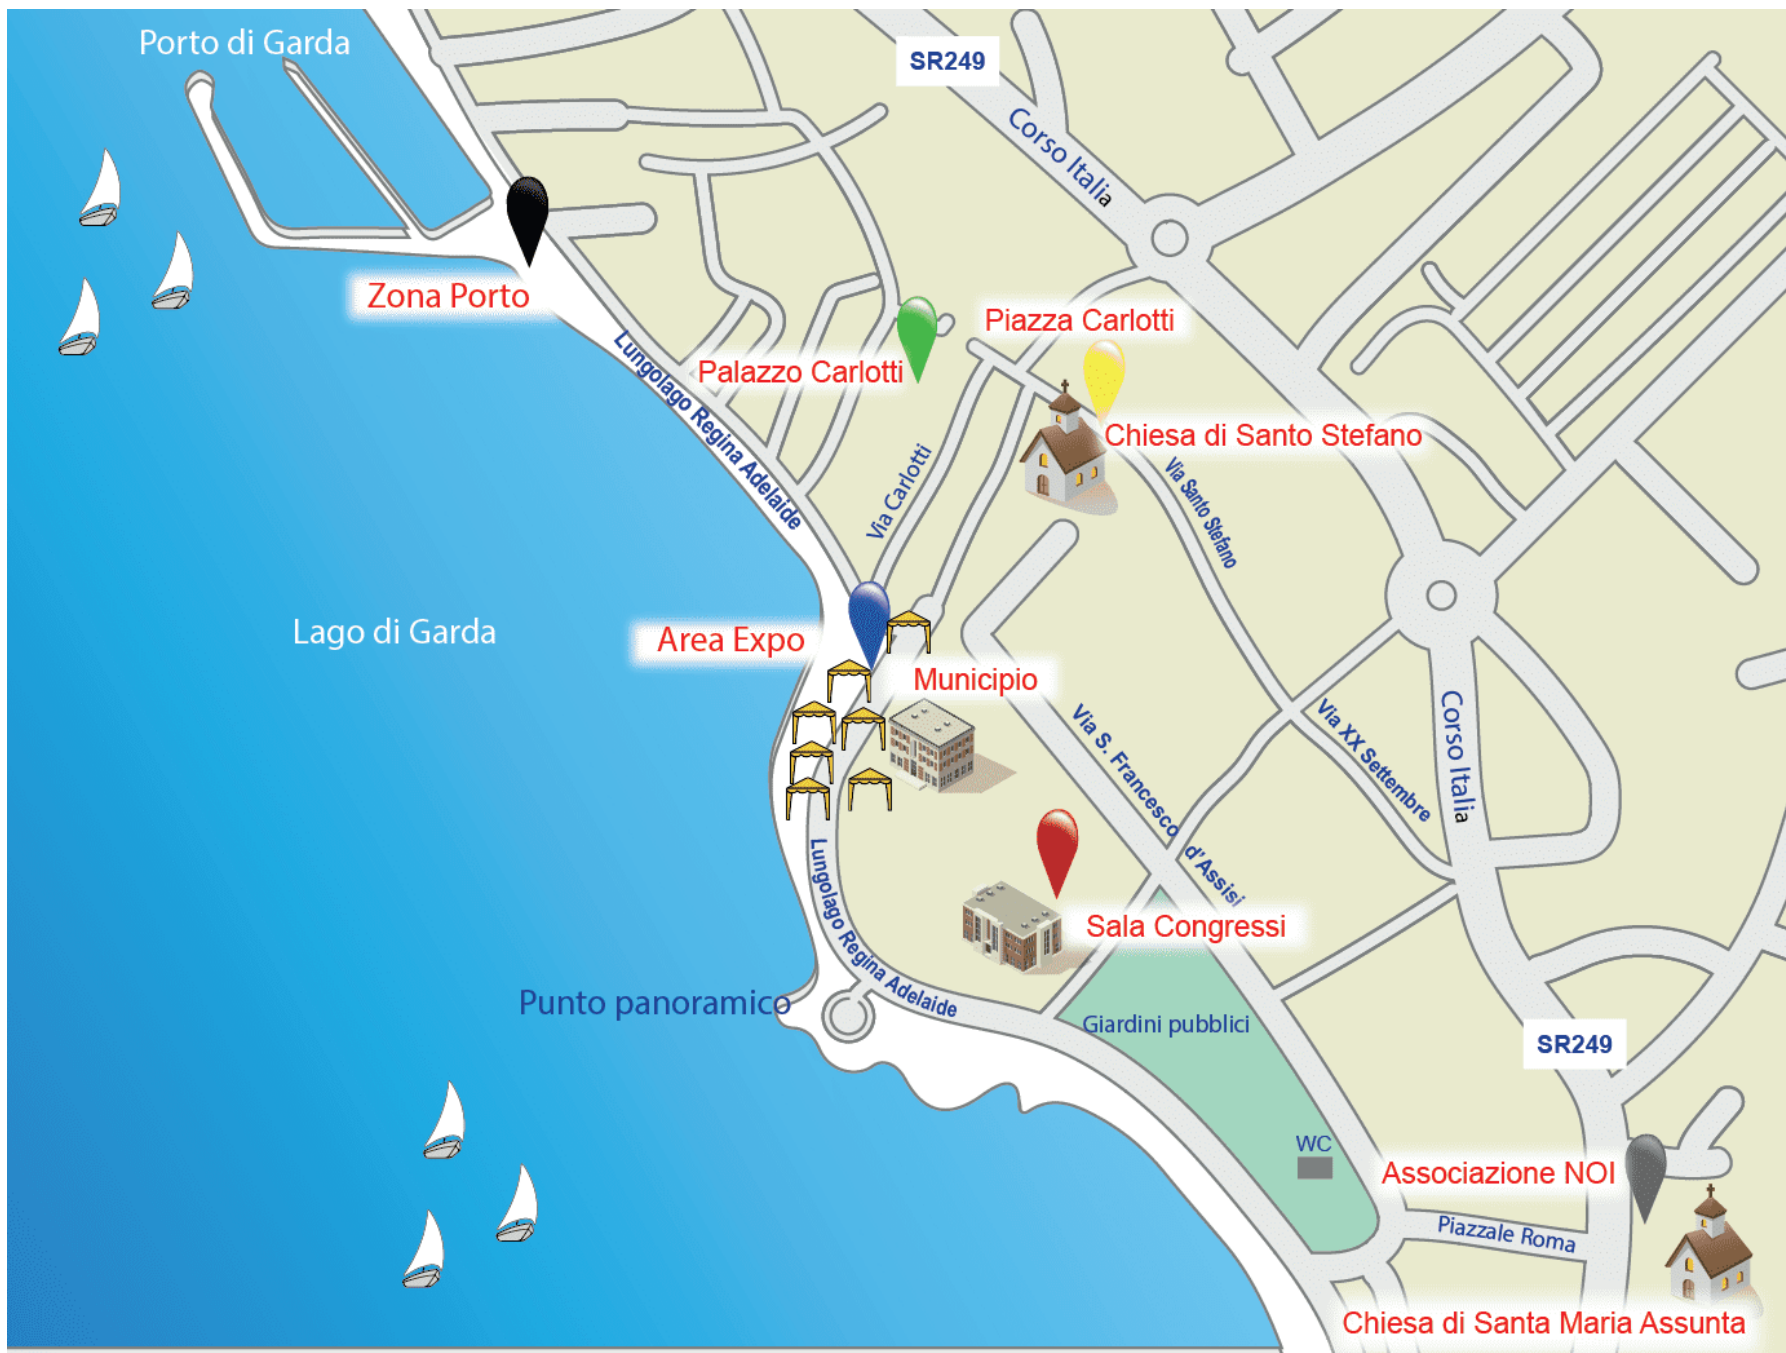 Porto di Garda
SR249
Corso Italia
Zona Porto
Piazza Carlotti
Palazzo Carlotti
Lungolago Regina Adelaide
Chiesa di Santo Stefano
Via Carlotti
Via Santo Stefano
Lago di Garda
Area Expo
Municipio
Via S. Francesco d'Assisi
Via XX Settembre
Corso Italia
Lungolago Regina Adelaide
Sala Congressi
Punto panoramico
Giardini pubblici
SR249
WC
Associazione NOI
Piazzale Roma
Chiesa di Santa Maria Assunta